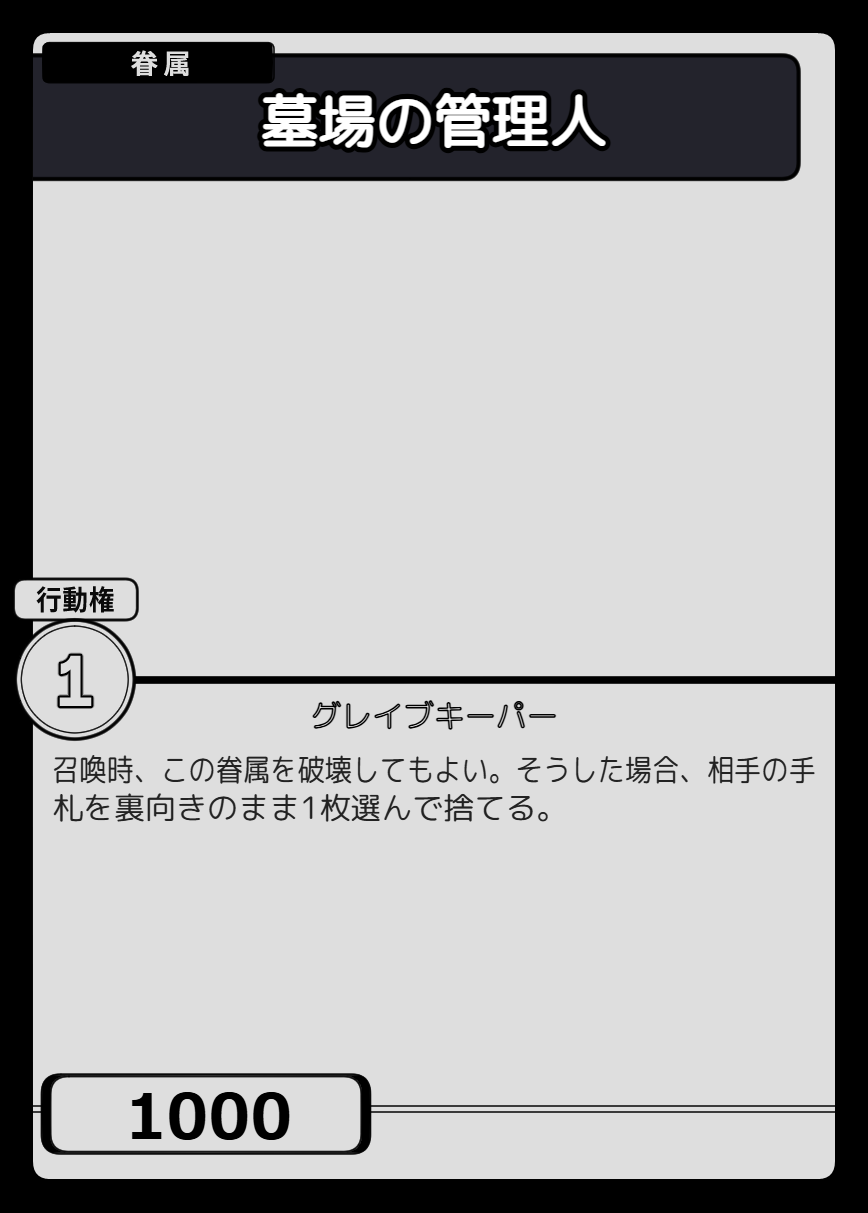 眷属
墓場の管理人
行動権
1
グレイブキーパー
召喚時、この眷属を破壊してもよい。そうした場合、相手の手
札を裏向きのまま1枚選んで捨てる。
1000